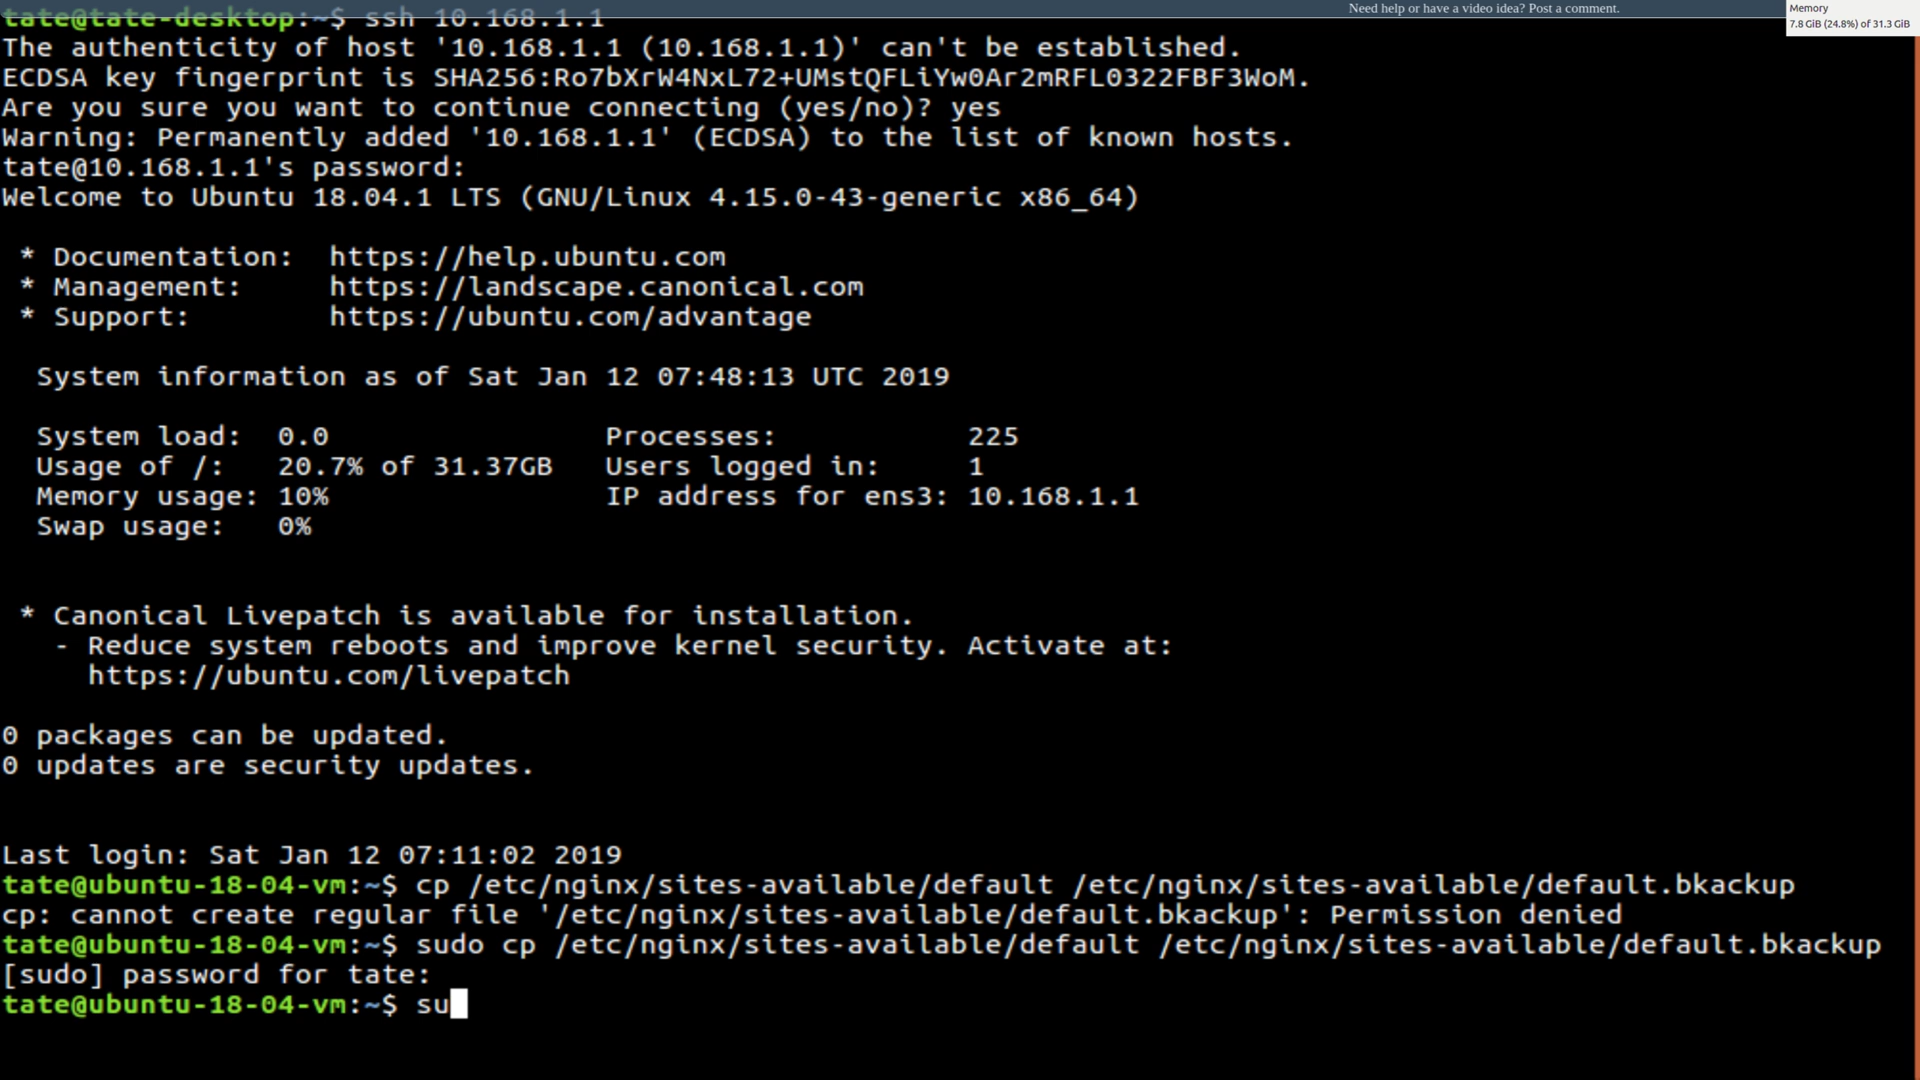 tate@tate-desktop:~$ ssh 10.168.1.1
Need help or have a video idea? Post a comment.
Memory
7.8 GiB (24.8%) of 31.3 GiB
The authenticity of host '10.168.1.1 (10.168.1.1)' can't be established.
ECDSA key fingerprint is SHA256:Ro7bXrW4NxL72+UMstQFLiYw0Ar2mRFL0322FBF3WoM.
Are you sure you want to continue connecting (yes/no)? yes
Warning: Permanently added '10.168.1.1' (ECDSA) to the list of known hosts.
tate@10.168.1.1's password:
Welcome to Ubuntu 18.04.1 LTS (GNU/Linux 4.15.0-43-generic x86_64)
* Documentation:  https://help.ubuntu.com
* Management:     https://landscape.canonical.com
* Support:        https://ubuntu.com/advantage
System information as of Sat Jan 12 07:48:13 UTC 2019
System load:  0.0                Processes:           225
Usage of /:   20.7% of 31.37GB   Users logged in:     1
Memory usage: 10%                IP address for ens3: 10.168.1.1
Swap usage:   0%
* Canonical Livepatch is available for installation.
- Reduce system reboots and improve kernel security. Activate at:
https://ubuntu.com/livepatch
0 packages can be updated.
0 updates are security updates.
Last login: Sat Jan 12 07:11:02 2019
tate@ubuntu-18-04-vm:~$ cp /etc/nginx/sites-available/default /etc/nginx/sites-available/default.bkackup
cp: cannot create regular file '/etc/nginx/sites-available/default.bkackup': Permission denied
tate@ubuntu-18-04-vm:~$ sudo cp /etc/nginx/sites-available/default /etc/nginx/sites-available/default.bkackup
[sudo] password for tate:
tate@ubuntu-18-04-vm:~$ su